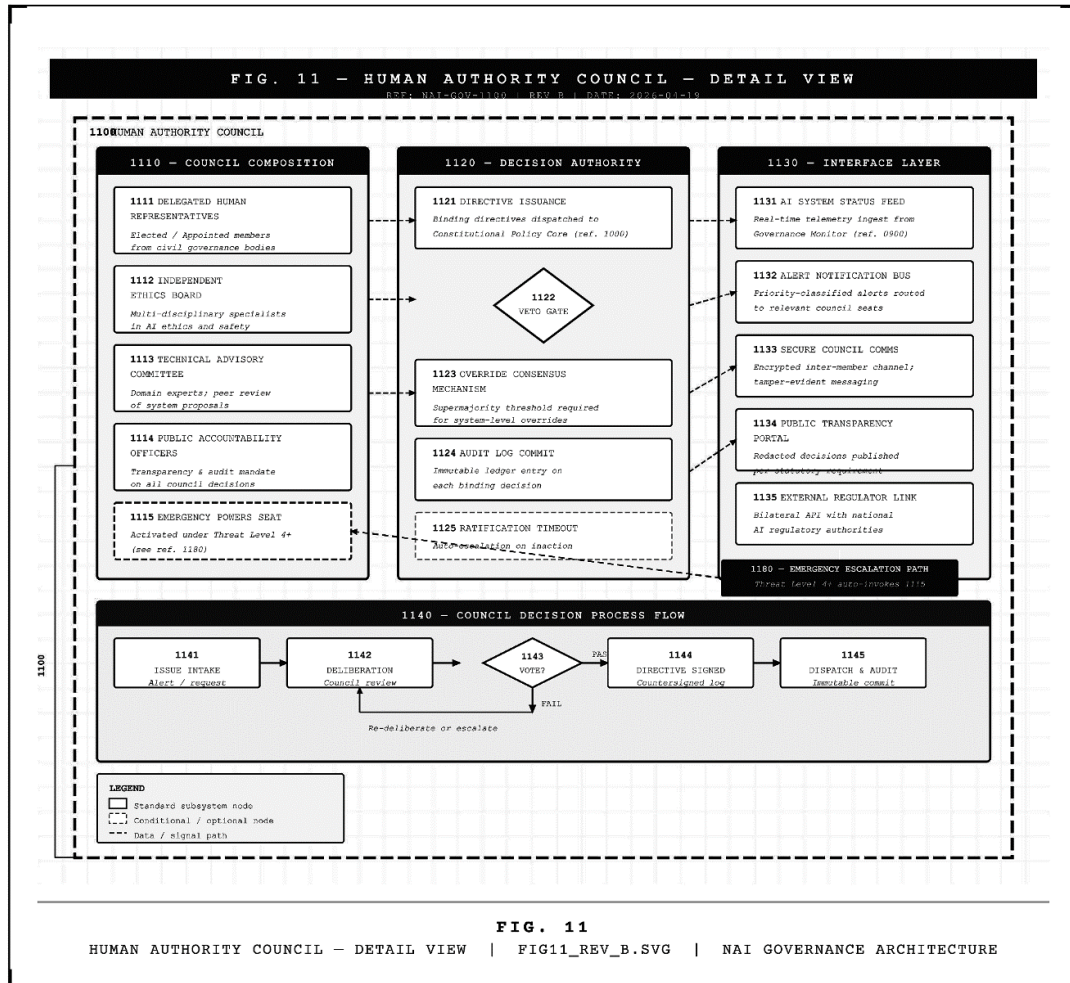 FIG. 11 — HUMAN AUTHORITY COUNCIL — DETAIL VIEW
REF: NAI-GOV-1100 | REV B | DATE: 2026-04-19
1100
HUMAN AUTHORITY COUNCIL
1110 — COUNCIL COMPOSITION
1111 DELEGATED HUMAN
REPRESENTATIVES
Elected / Appointed members
from civil governance bodies
1112 INDEPENDENT
ETHICS BOARD
Multi-disciplinary specialists
in AI ethics and safety
1113 TECHNICAL ADVISORY
COMMITTEE
Domain experts; peer review
of system proposals
1114 PUBLIC ACCOUNTABILITY
OFFICERS
Transparency & audit mandate
on all council decisions
1115 EMERGENCY POWERS SEAT
Activated under Threat Level 4+
(see ref. 1180)
1120 — DECISION AUTHORITY
1121 DIRECTIVE ISSUANCE
Binding directives dispatched to
Constitutional Policy Core (ref. 1000)
1122
VETO GATE
1123 OVERRIDE CONSENSUS
MECHANISM
Supermajority threshold required
for system-level overrides
1124 AUDIT LOG COMMIT
Immutable ledger entry on
each binding decision
1125 RATIFICATION TIMEOUT
Auto-escalation on inaction
1130 — INTERFACE LAYER
1131 AI SYSTEM STATUS FEED
Real-time telemetry ingest from
Governance Monitor (ref. 0900)
1132 ALERT NOTIFICATION BUS
Priority-classified alerts routed
to relevant council seats
1133 SECURE COUNCIL COMMS
Encrypted inter-member channel;
tamper-evident messaging
1134 PUBLIC TRANSPARENCY
PORTAL
Redacted decisions published
per statutory requirement
1135 EXTERNAL REGULATOR LINK
Bilateral API with national
AI regulatory authorities
1180 — EMERGENCY ESCALATION PATH
Threat Level 4+ auto-invokes 1115
1140 — COUNCIL DECISION PROCESS FLOW
1141
ISSUE INTAKE
Alert / request
1142
DELIBERATION
Council review
1143
VOTE?
PAS
FAIL
Re-deliberate or escalate
1144
DIRECTIVE SIGNED
Countersigned log
1145
DISPATCH & AUDIT
Immutable commit
1100
LEGEND
Standard subsystem node
Conditional / optional node
Data / signal path
FIG. 11
HUMAN AUTHORITY COUNCIL — DETAIL VIEW | FIG11_REV_B.SVG | NAI GOVERNANCE ARCHITECTURE